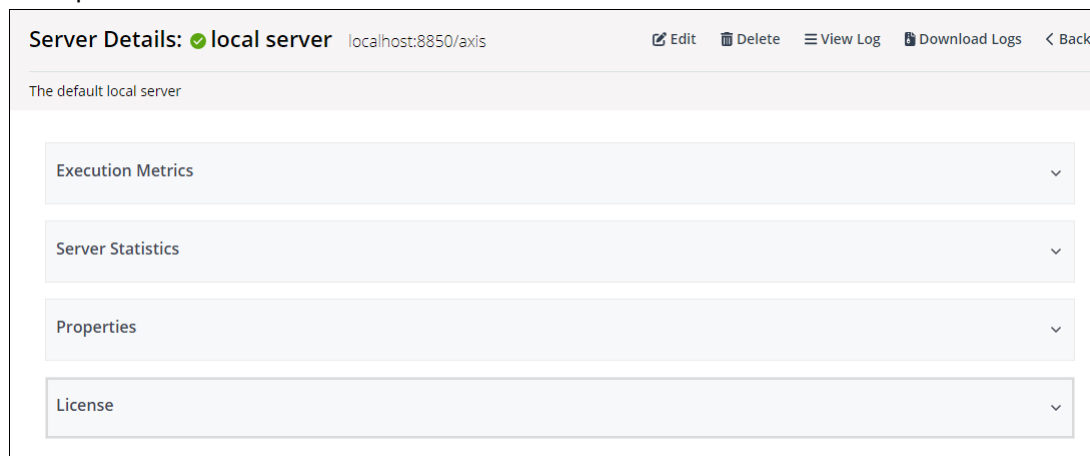 Server Details: local server localhost:8850/axis Edit Delete View Log Download Logs Back
The default local server
Execution Metrics
Server Statistics
Properties
License